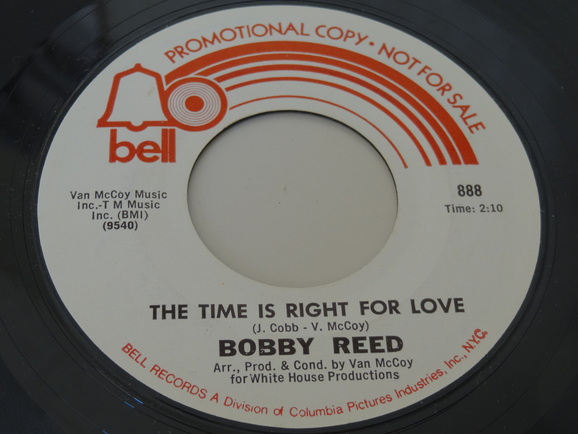 PROMOTIONAL COPY • NOT FOR SALE
bell
Van McCoy Music
Inc.-T M Music
Inc. (BMI)
(9540)
888
Time: 2:10
THE TIME IS RIGHT FOR LOVE
(J. Cobb - V. McCoy)
BOBBY REED
Arr., Prod. & Cond. by Van McCoy
for White House Productions
BELL RECORDS A Division of Columbia Pictures Industries, Inc., N.Y.C.